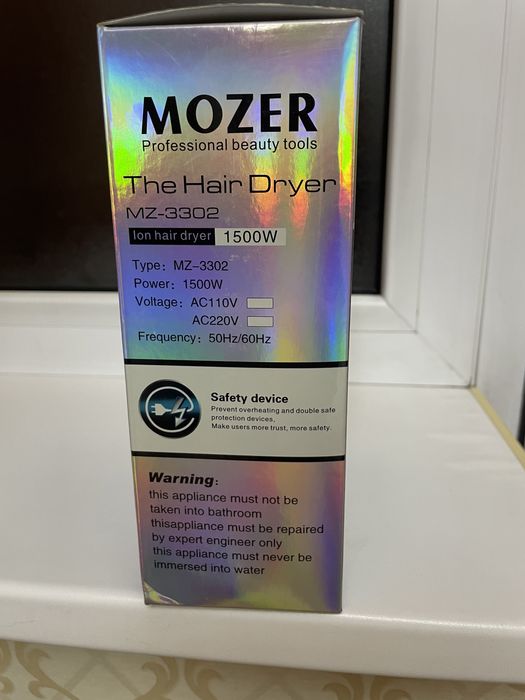 MOZER
Professional beauty tools
The Hair Dryer
MZ-3302
Ion hair dryer 1500W
Type: MZ-3302
Power: 1500W
Voltage: AC110V
AC220V
Frequency: 50Hz/60Hz
Safety device
Prevent overheating and double safe
protection devices,
Make users more trust, more safety.
Warning:
this appliance must not be
taken into bathroom
thisappliance must be repaired
by expert engineer only
this appliance must never be
immersed into water